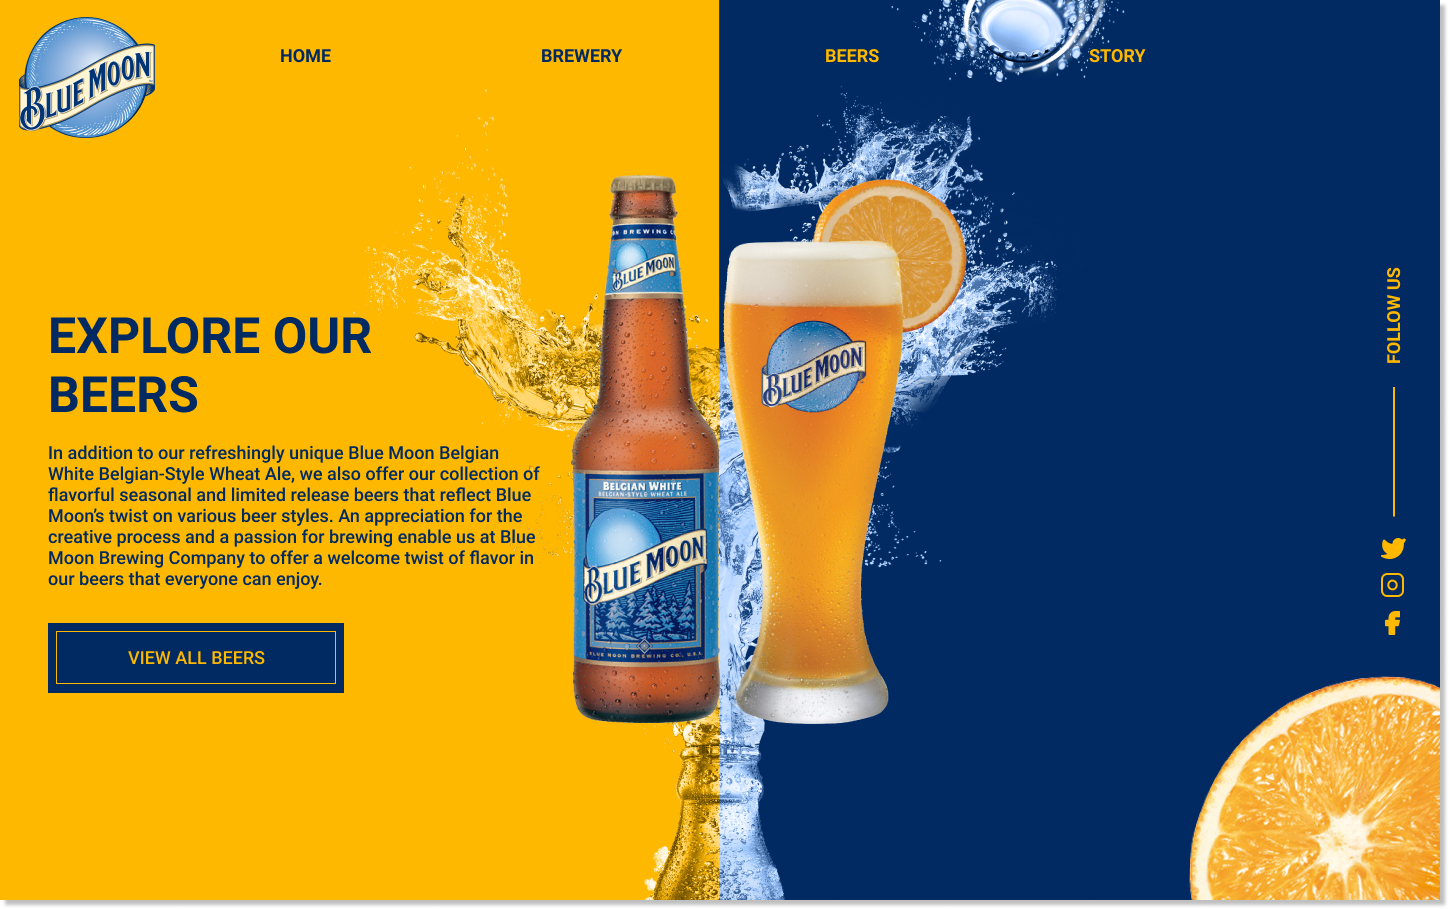 BLUE MOON
HOME
BREWERY
BEERS
STORY
EXPLORE OUR
BEERS
In addition to our refreshingly unique Blue Moon Belgian
White Belgian-Style Wheat Ale, we also offer our collection of
flavorful seasonal and limited release beers that reflect Blue
Moon's twist on various beer styles. An appreciation for the
creative process and a passion for brewing enable us at Blue
Moon Brewing Company to offer a welcome twist of flavor in
our beers that everyone can enjoy.
VIEW ALL BEERS
N BREWING CO
BLUE MOON
BELGIAN WHITE
BELGIAN-STYLE WHEAT ALE
BLUE MOON
BLUE MOON BREWING CO., U.S.A.
BLUE MOON
FOLLOW US